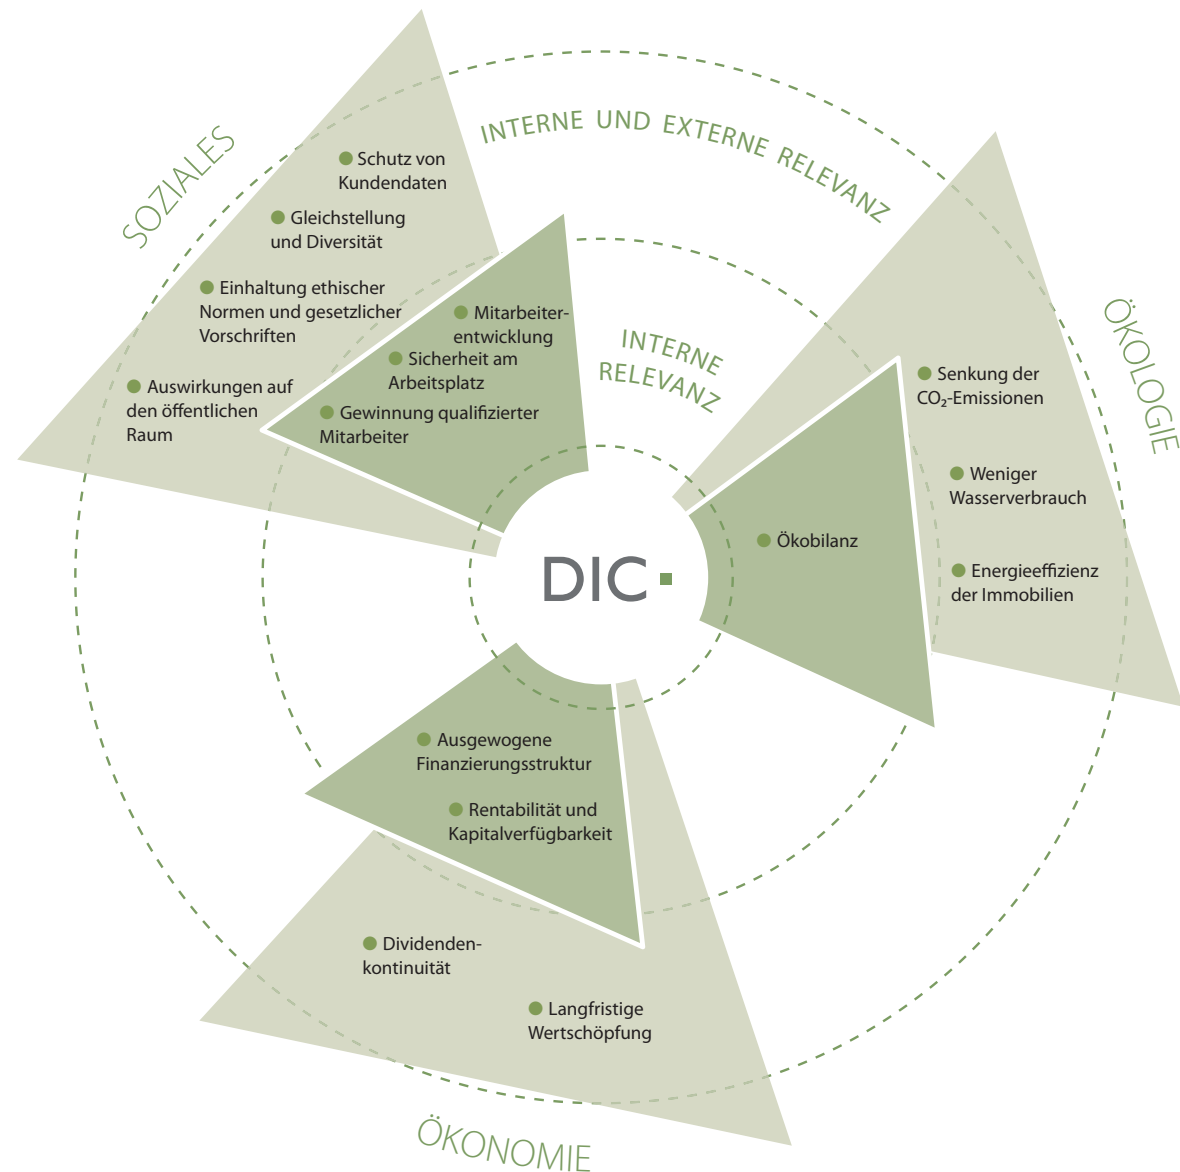 INTERNE UND EXTERNE RELEVANZ
SOZIALES
● Schutz von
Kundendaten
● Gleichstellung
und Diversität
● Einhaltung ethischer
Normen und gesetzlicher
Vorschriften
● Auswirkungen auf
den öffentlichen
Raum
● Mitarbeiter-
entwicklung
● Sicherheit am
Arbeitsplatz
● Gewinnung qualifizierter
Mitarbeiter
INTERNE
RELEVANZ
ÖKOLOGIE
● Senkung der
CO₂-Emissionen
● Weniger
Wasserverbrauch
● Energieeffizienz
der Immobilien
● Ökobilanz
DIC
● Ausgewogene
Finanzierungsstruktur
● Rentabilität und
Kapitalverfügbarkeit
● Dividenden-
kontinuität
● Langfristige
Wertschöpfung
ÖKONOMIE